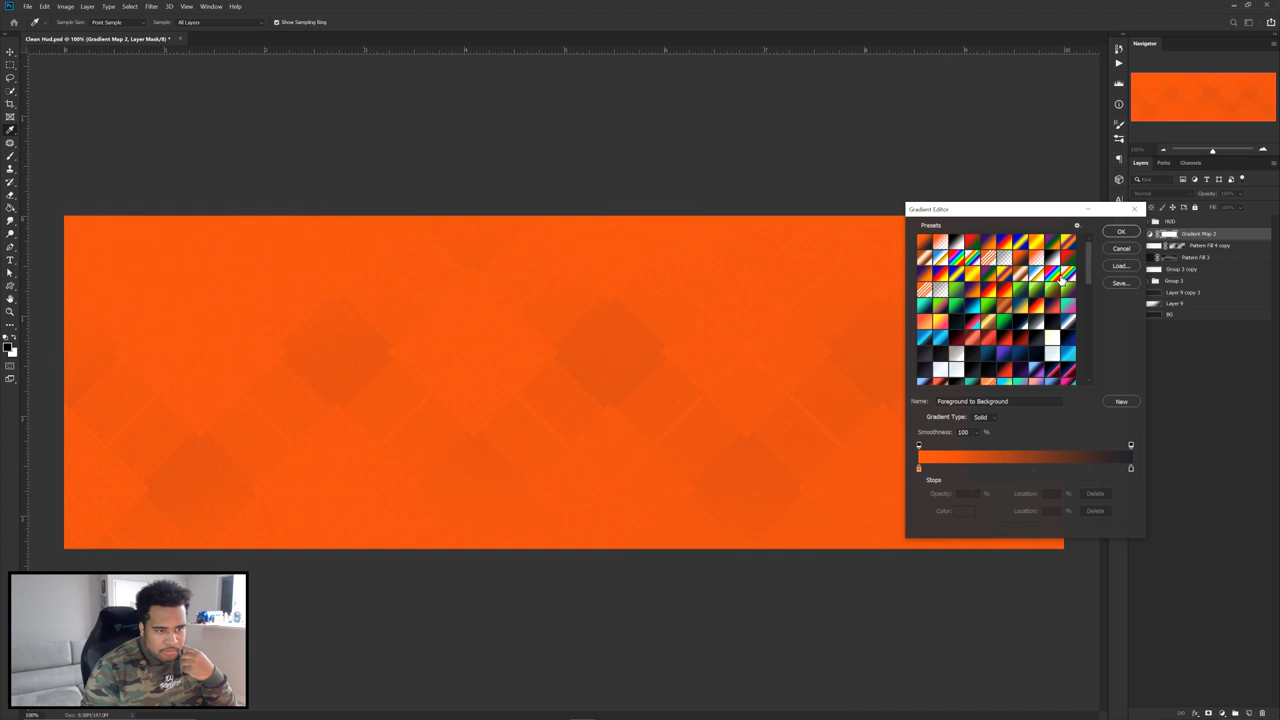 File Edit Image Layer Type Select Filter 3D View Window Help
Sample Size: Point Sample Sample: All Layers Show Sampling Ring
Clean Hud.psd @ 100% (Gradient Map 2, Layer Mask/8) *
Navigator
100%
Layers Paths Channels
Kind
Normal Opacity: 100%
Fill: 100%
HUD
Gradient Map 2
Pattern Fill 4 copy
Pattern Fill 3
Group 3 copy
Group 3
Layer 9 copy 3
Layer 9
BG
Gradient Editor
Presets
OK
Cancel
Load...
Save...
Name: Foreground to Background
New
Gradient Type: Solid
Smoothness: 100 %
Stops
Opacity: % Location: % Delete
Color: Location: % Delete
100% Doc: 8.58M/147.0M